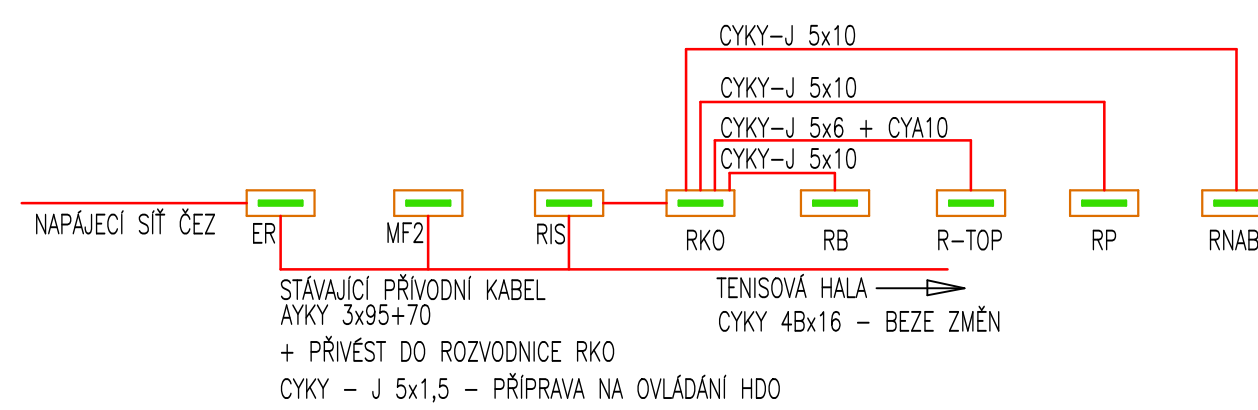 CYKY-J 5x10
CYKY-J 5x10
CYKY-J 5x6 + CYA10
CYKY-J 5x10
NAPÁJECÍ SÍŤ ČEZ
ER
MF2
RIS
RKO
RB
R-TOP
RP
RNAB
STÁVAJÍCÍ PŘÍVODNÍ KABEL
AYKY 3x95+70
+ PŘIVÉST DO ROZVODNICE RKO
CYKY - J 5x1,5 - PŘÍPRAVA NA OVLÁDÁNÍ HDO
TENISOVÁ HALA
CYKY 4Bx16 - BEZE ZMĚN